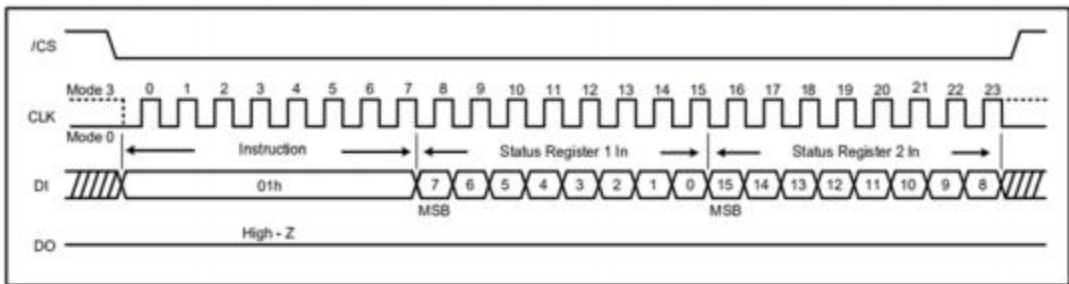 /CS
Mode 3 0 1 2 3 4 5 6 7 8 9 10 11 12 13 14 15 16 17 18 19 20 21 22 23
CLK
Mode 0
Instruction Status Register 1 In Status Register 2 In
DI 01h 7 6 5 4 3 2 1 0 15 14 13 12 11 10 9 8
MSB MSB
High - Z
DO